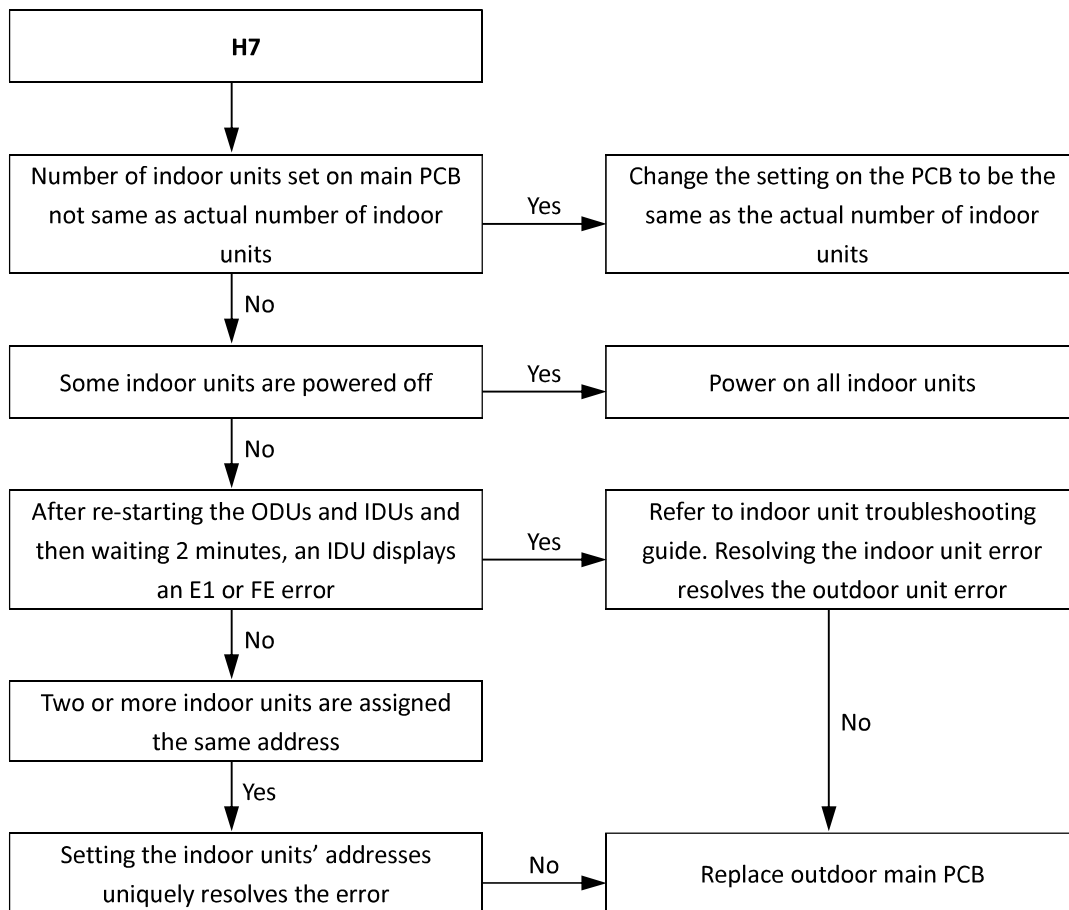 H7
Number of indoor units set on main PCB
not same as actual number of indoor
units
Yes
Change the setting on the PCB to be the
same as the actual number of indoor
units
No
Some indoor units are powered off
Yes
Power on all indoor units
No
After re-starting the ODUs and IDUs and
then waiting 2 minutes, an IDU displays
an E1 or FE error
Yes
Refer to indoor unit troubleshooting
guide. Resolving the indoor unit error
resolves the outdoor unit error
No
Two or more indoor units are assigned
the same address
No
Yes
Setting the indoor units’ addresses
uniquely resolves the error
No
Replace outdoor main PCB